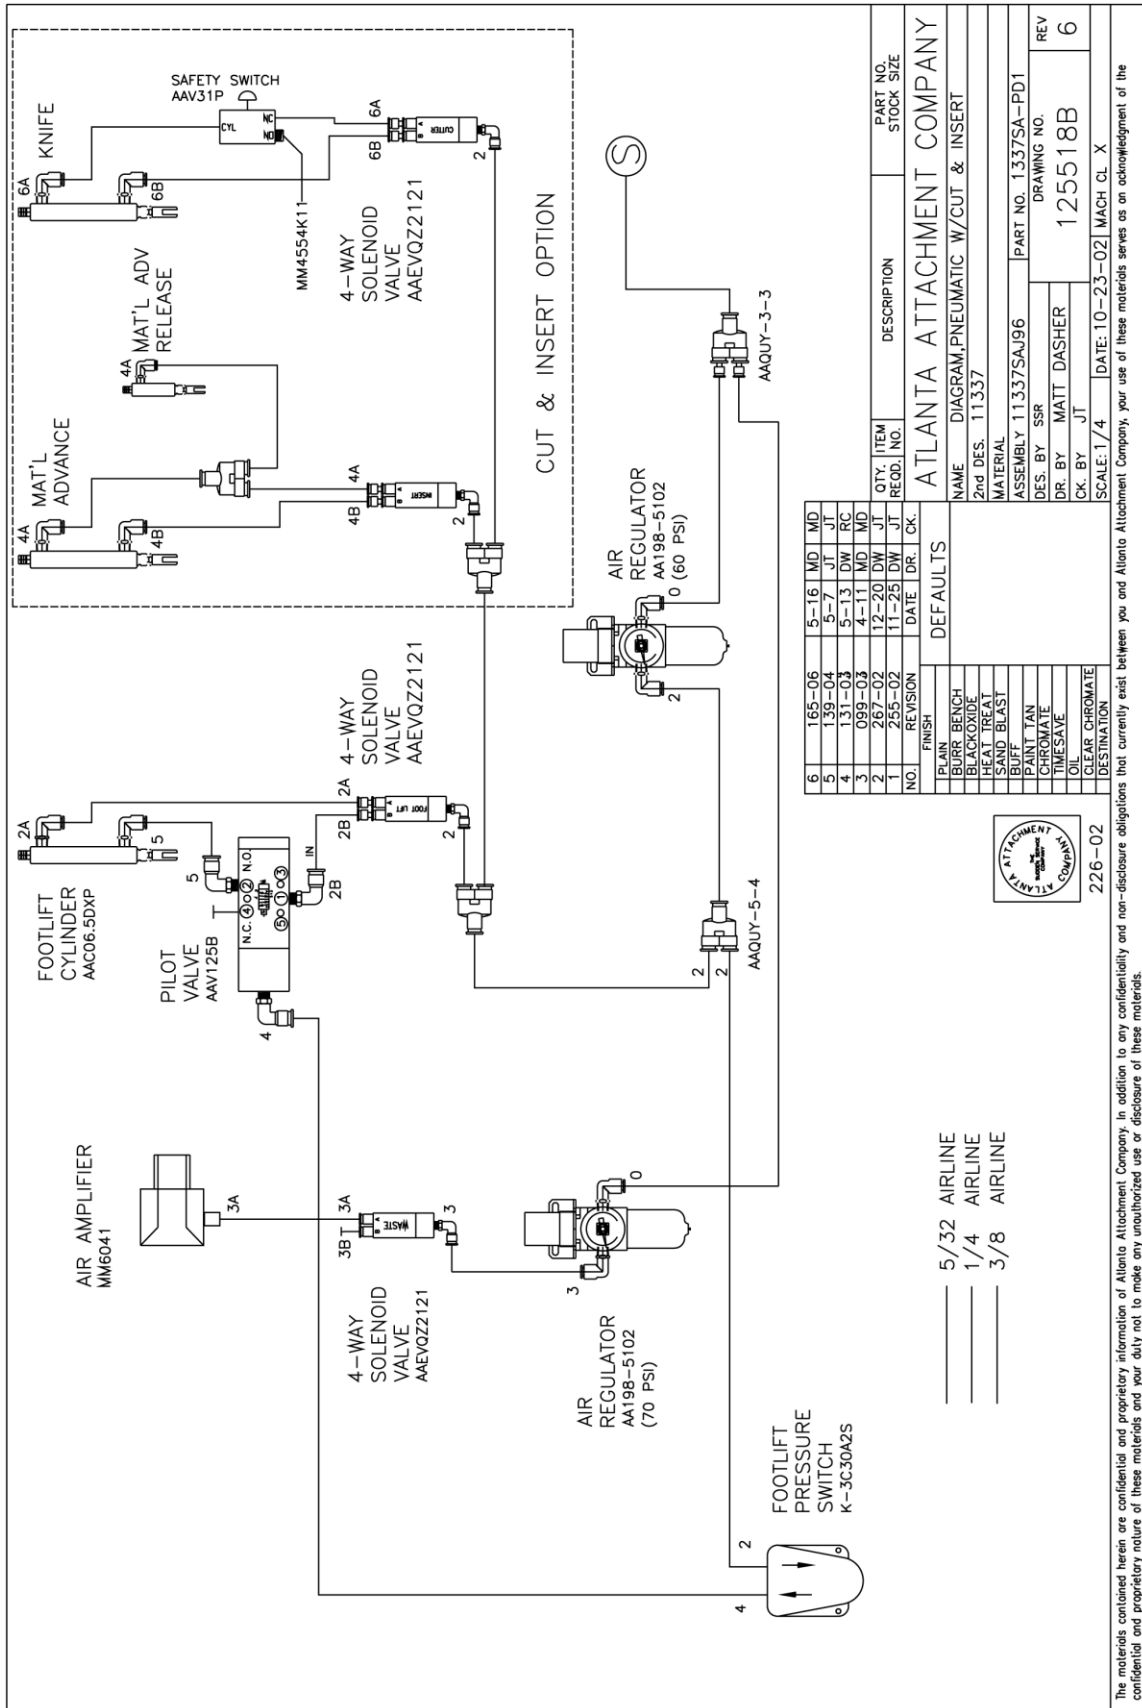 KNIFE
6A
6B
SAFETY SWITCH
AAV31P
CYL
NC
NO
MM4554K11
6A
6B
A
B
CUTTER
2
4-WAY
SOLENOID
VALVE
AAEVQZ2121
MAT'L ADV
RELEASE
4A
MAT'L
ADVANCE
4A
4B
4A
4B
A
B
INSERT
2
CUT & INSERT OPTION
FOOTLIFT
CYLINDER
AAC06.5DXP
2A
5
PILOT
VALVE
AAV125B
5
N.C. 4 2 N.O.
5 1 3
IN
2B
4
2A
2B
A
B
FOOT LIFT
2
4-WAY
SOLENOID
VALVE
AAEVQZ2121
AIR
REGULATOR
AA198-5102
(60 PSI)
0
2
S
AAQUY-3-3
2
2
AAQUY-5-4
AIR AMPLIFIER
MM6041
3A
3A
3B
A
B
WASTE
3
4-WAY
SOLENOID
VALVE
AAEVQZ2121
AIR
REGULATOR
AA198-5102
(70 PSI)
3
0
FOOTLIFT
PRESSURE
SWITCH
K-3C30A2S
2
4
5/32 AIRLINE
1/4 AIRLINE
3/8 AIRLINE
ATLANTA ATTACHMENT COMPANY
THE
SUDDEN SERVICE
COMPANY
226-02
6 165-06 5-16 MD MD
5 139-04 5-7 JT JT
4 131-03 5-13 DW RC
3 099-03 4-11 MD MD
2 267-02 12-20 DW JT
1 255-02 11-25 DW JT
NO. REVISION DATE DR. CK.
FINISH DEFAULTS
PLAIN
BURR BENCH
BLACKOXIDE
HEAT TREAT
SAND BLAST
BUFF
PAINT TAN
CHROMATE
TIMESAVE
OIL
CLEAR CHROMATE
DESTINATION
QTY. REQD. ITEM NO. DESCRIPTION PART NO. STOCK SIZE
ATLANTA ATTACHMENT COMPANY
NAME DIAGRAM,PNEUMATIC W/CUT & INSERT
2nd DES. 11337
MATERIAL
ASSEMBLY 11337SAJ96 PART NO. 1337SA-PD1
DES. BY SSR DRAWING NO. REV
DR. BY MATT DASHER 125518B 6
CK. BY JT
SCALE: 1/4 DATE: 10-23-02 MACH CL X
The materials contained herein are confidential and proprietary information of Atlanta Attachment Company. In addition to any confidentiality and non-disclosure obligations that currently exist between you and Atlanta Attachment Company, your use of these materials serves as an acknowledgment of the
confidential and proprietary nature of these materials and your duty not to make any unauthorized use or disclosure of these materials.